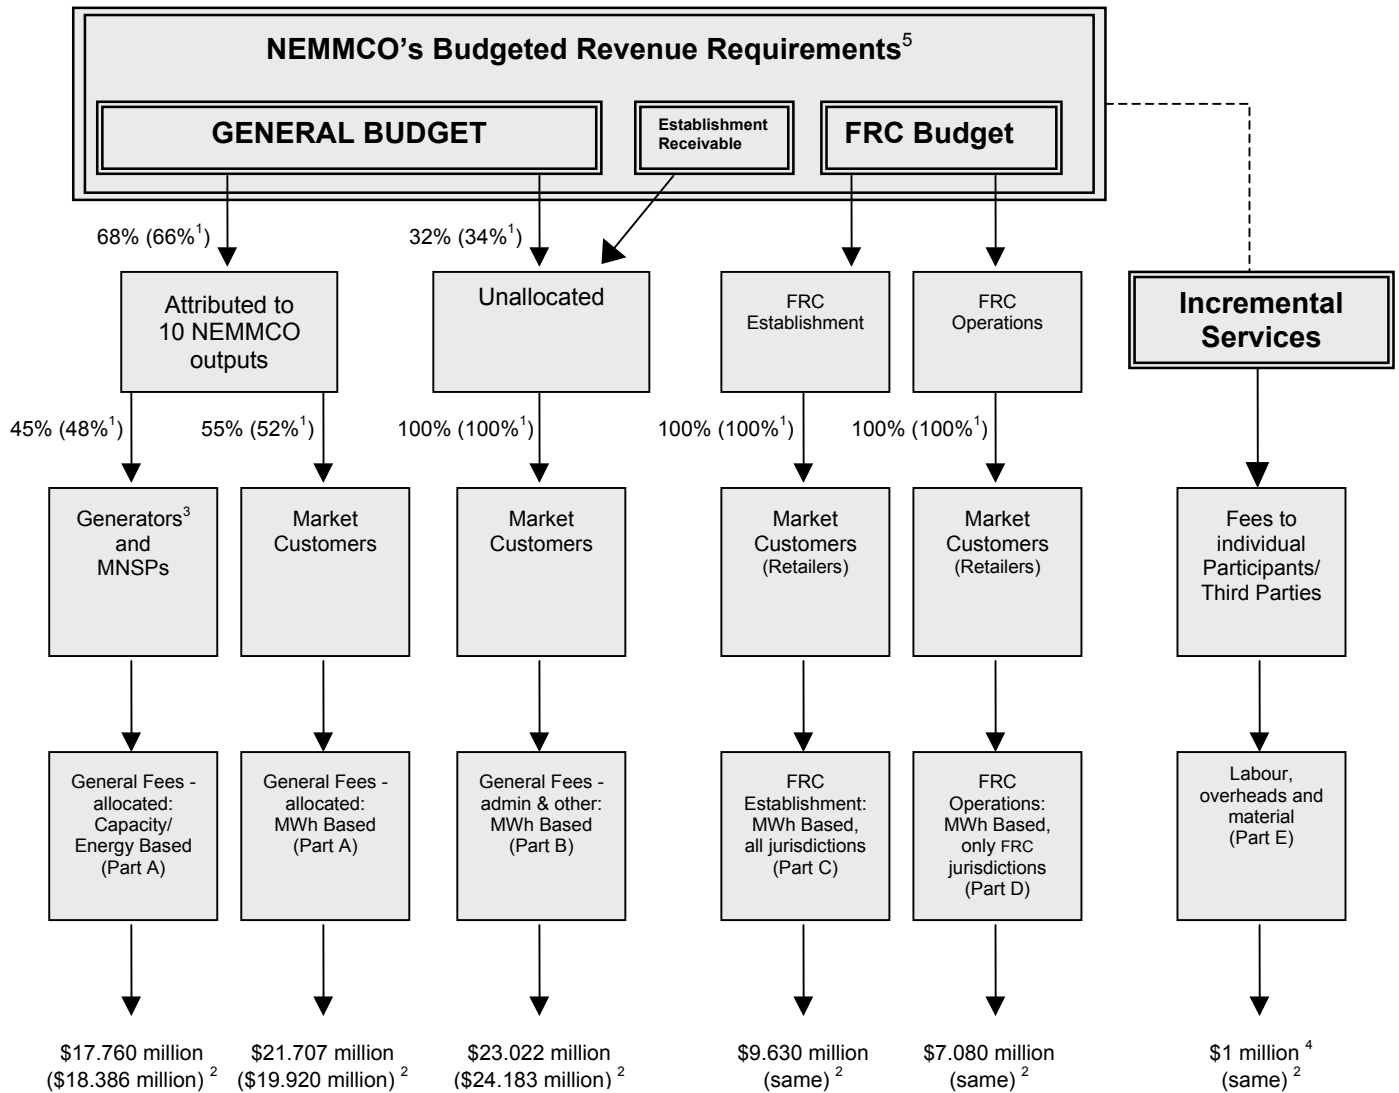 NEMMCO’s Budgeted Revenue Requirements5
GENERAL BUDGET
Establishment
Receivable
FRC Budget
68% (66%1)
32% (34%1)
Attributed to
10 NEMMCO
outputs
Unallocated
FRC
Establishment
FRC
Operations
Incremental
Services
45% (48%1)
55% (52%1)
100% (100%1)
100% (100%1)
100% (100%1)
Generators3
and
MNSPs
Market
Customers
Market
Customers
Market
Customers
(Retailers)
Market
Customers
(Retailers)
Fees to
individual
Participants/
Third Parties
General Fees -
allocated:
Capacity/
Energy Based
(Part A)
General Fees -
allocated:
MWh Based
(Part A)
General Fees -
admin & other:
MWh Based
(Part B)
FRC
Establishment:
MWh Based,
all jurisdictions
(Part C)
FRC
Operations:
MWh Based,
only FRC
jurisdictions
(Part D)
Labour,
overheads and
material
(Part E)
$17.760 million
($18.386 million) 2
$21.707 million
($19.920 million) 2
$23.022 million
($24.183 million) 2
$9.630 million
(same) 2
$7.080 million
(same) 2
$1 million 4
(same) 2